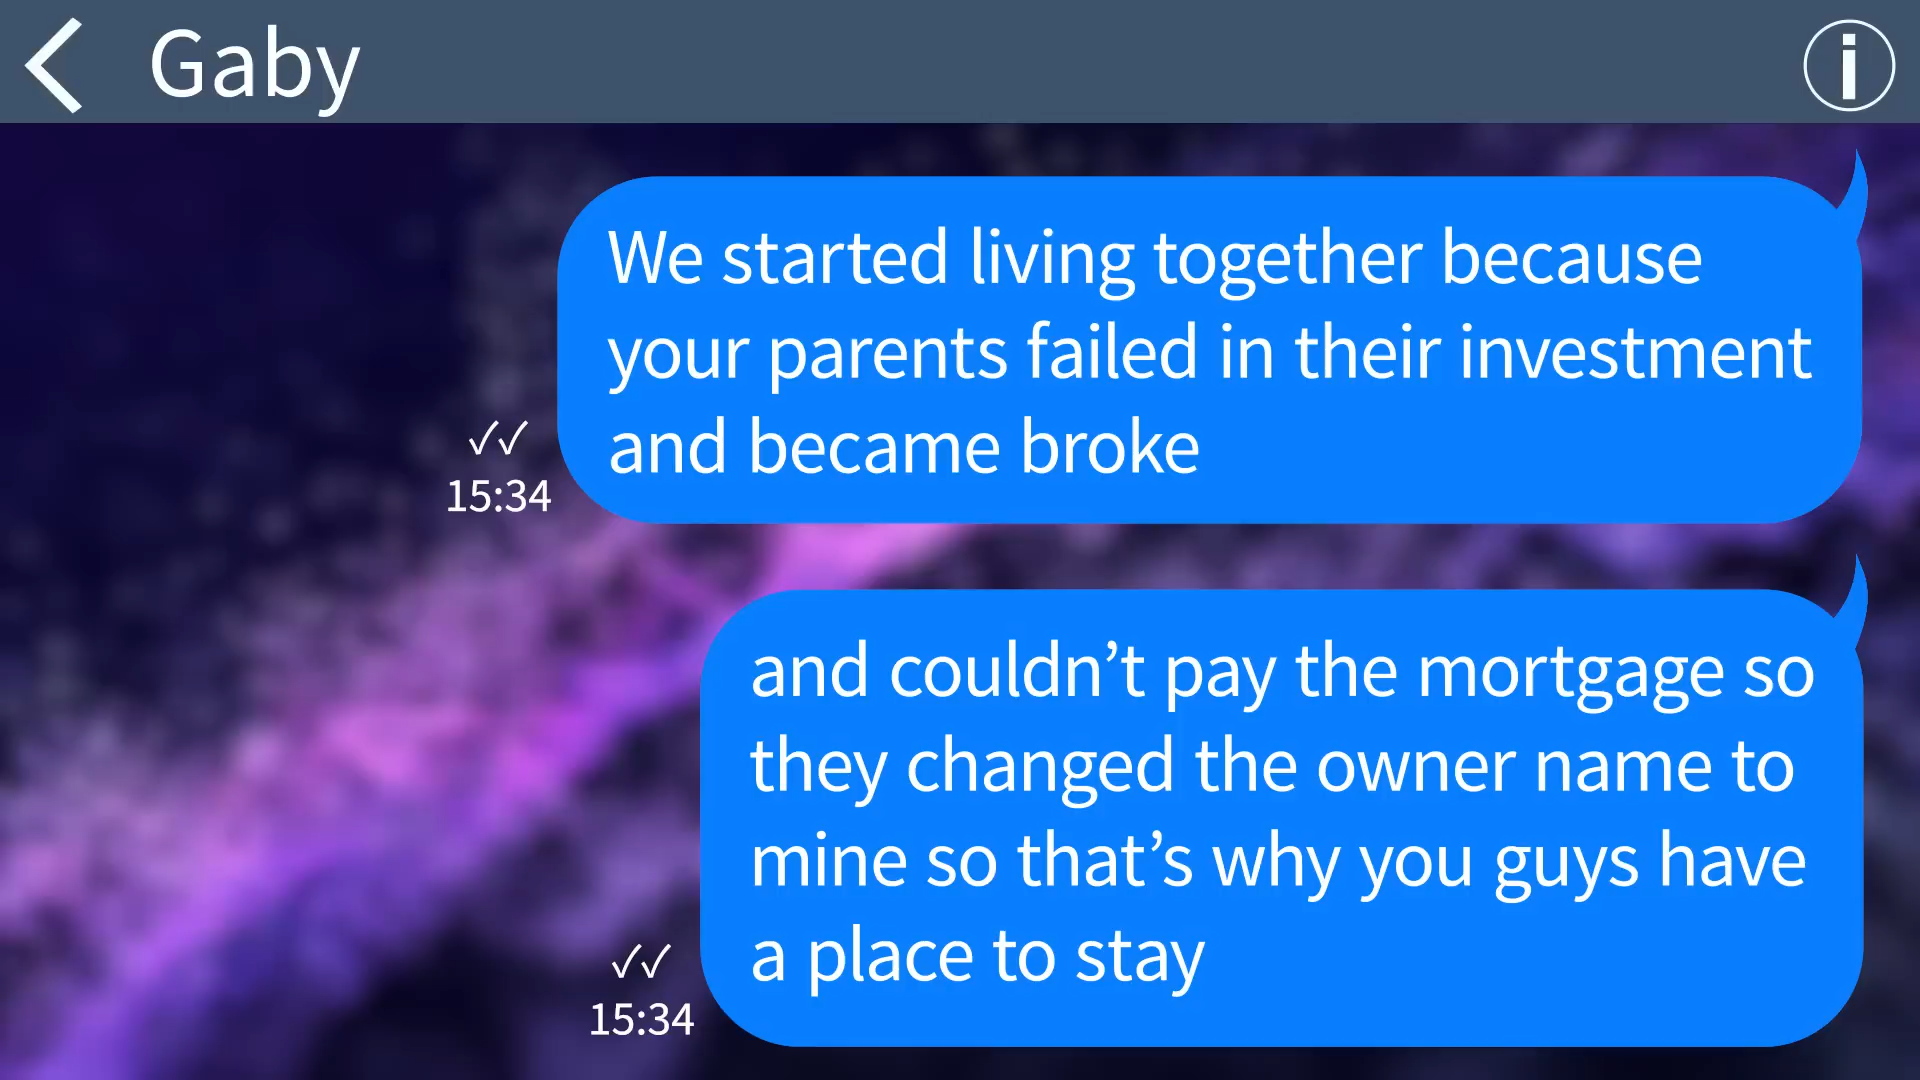 Gaby
We started living together because
your parents failed in their investment
and became broke
15:34
and couldn’t pay the mortgage so
they changed the owner name to
mine so that’s why you guys have
a place to stay
15:34